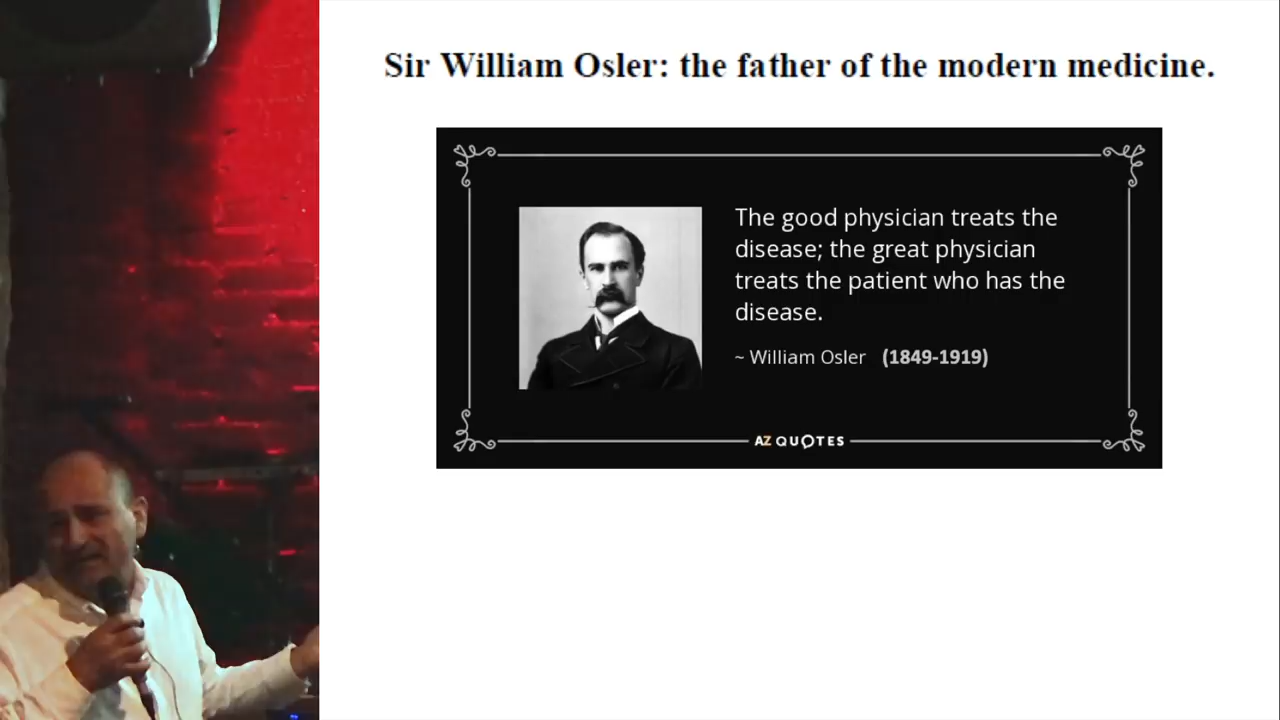 Sir William Osler: the father of the modern medicine.
The good physician treats the
disease; the great physician
treats the patient who has the
disease.
~ William Osler (1849-1919)
AZ QUOTES